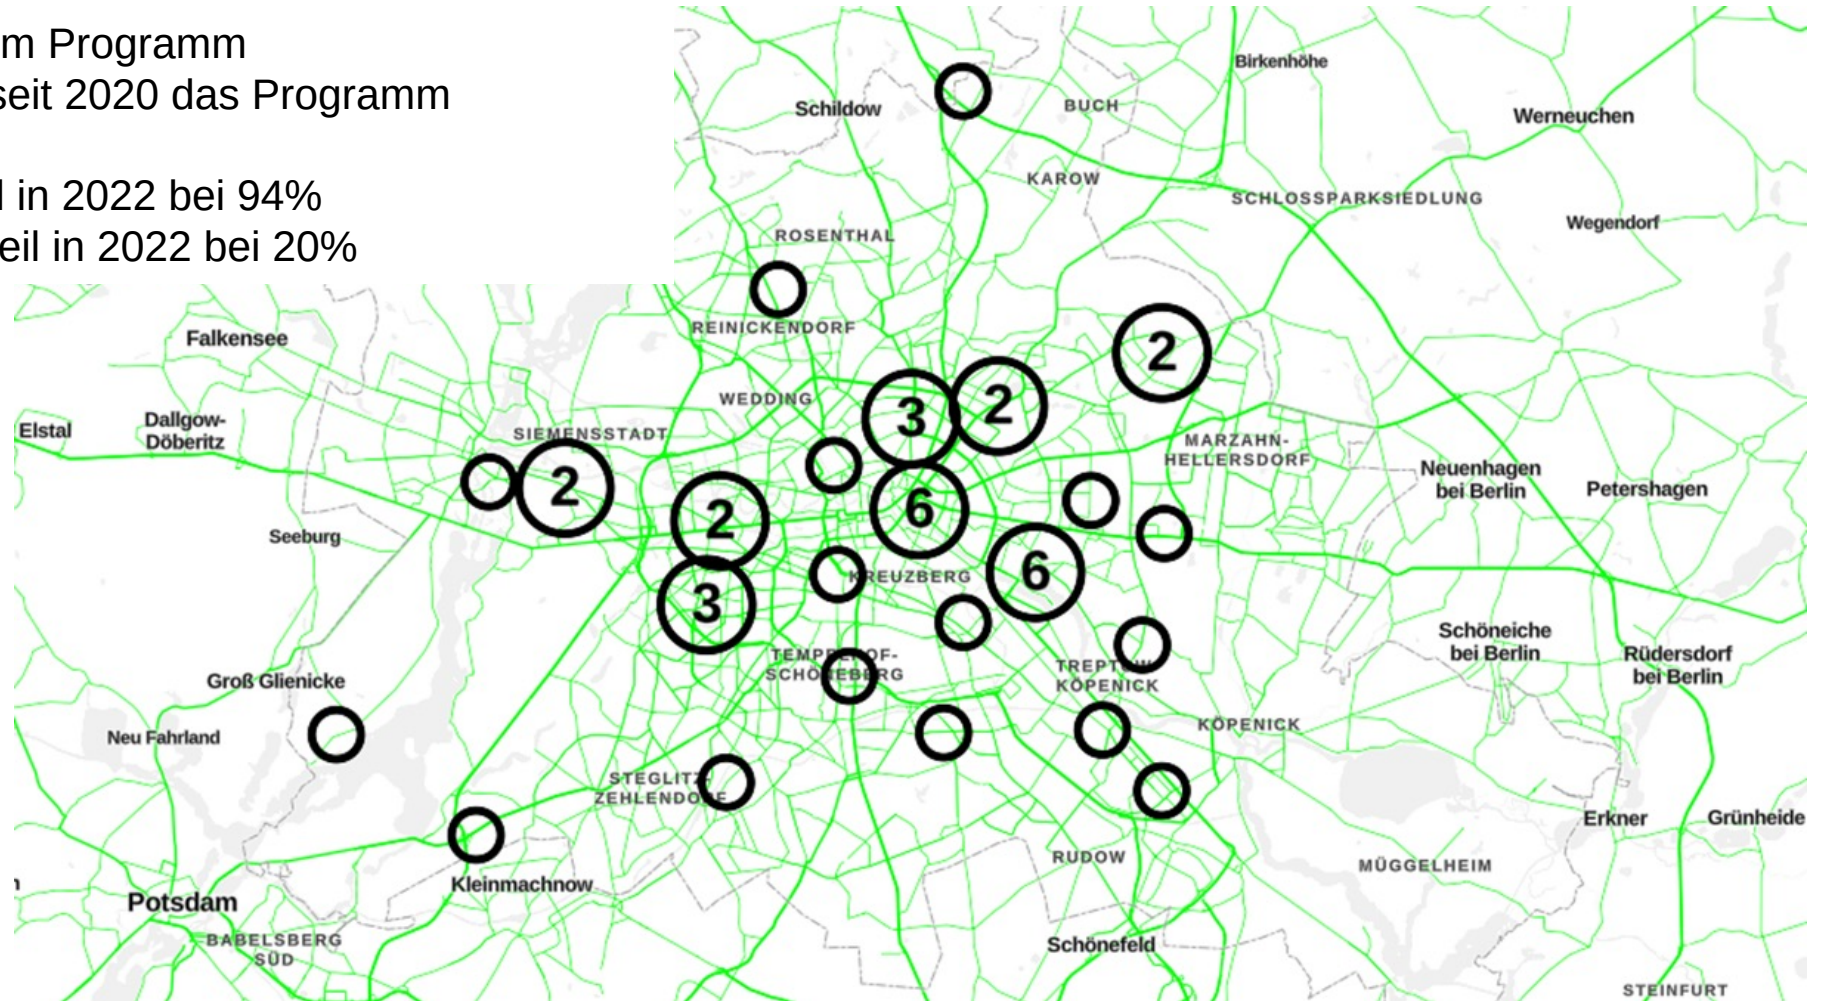 m Programm
seit 2020 das Programm
l in 2022 bei 94%
eil in 2022 bei 20%
Birkenhöhe
Schildow
BUCH
Werneuchen
KAROW
SCHLOSSPARKSIEDLUNG
Wegendorf
ROSENTHAL
REINICKENDORF
Falkensee
2
WEDDING
3
2
Elstal
Dallgow-
Döberitz
SIEMENSSTADT
MARZAHN-
HELLERSDORF
Neuenhagen
bei Berlin
Petershagen
2
2
6
Seeburg
KREUZBERG
6
3
Schöneiche
bei Berlin
Rüdersdorf
bei Berlin
TEMPELHOF-
SCHÖNEBERG
TREPTOW
KÖPENICK
Groß Glienicke
Neu Fahrland
KÖPENICK
STEGLITZ-
ZEHLENDORF
Erkner
Grünheide
RUDOW
MÜGGELHEIM
Kleinmachnow
n
Potsdam
BABELSBERG
SÜD
Schönefeld
STEINFURT